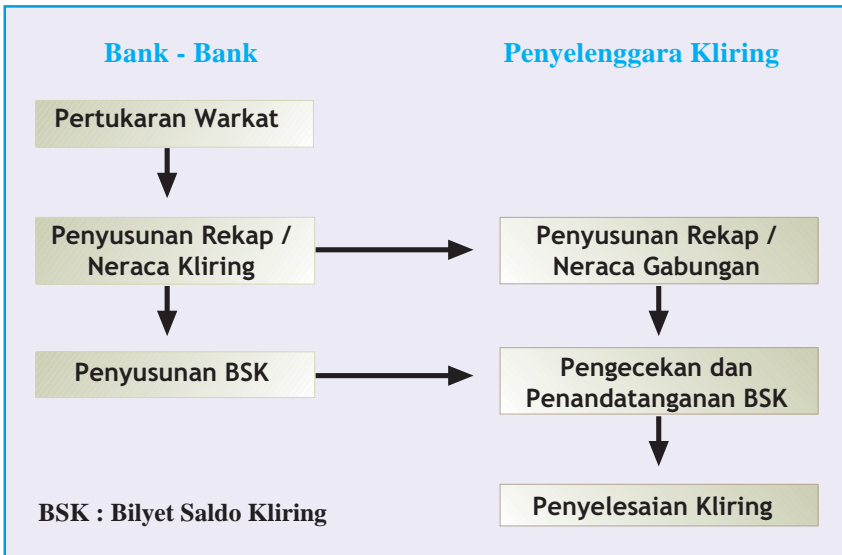 Bank - Bank
Penyelenggara Kliring
Pertukaran Warkat
Penyusunan Rekap /
Neraca Kliring
Penyusunan Rekap /
Neraca Gabungan
Penyusunan BSK
Pengecekan dan
Penandatanganan BSK
Penyelesaian Kliring
BSK : Bilyet Saldo Kliring